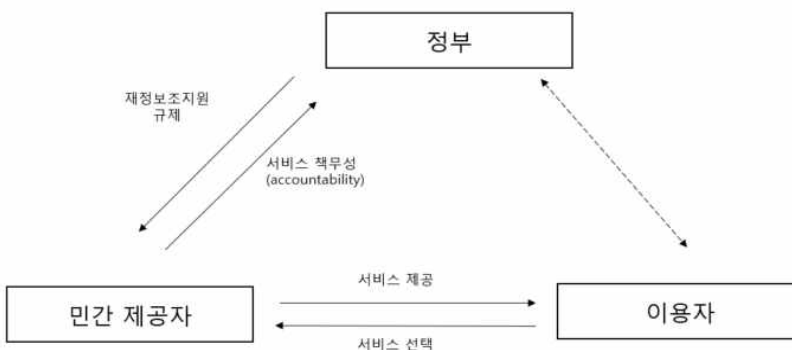 정부
재정보조지원
규제
서비스 책무성
(accountability)
서비스 제공
민간 제공자
이용자
서비스 선택